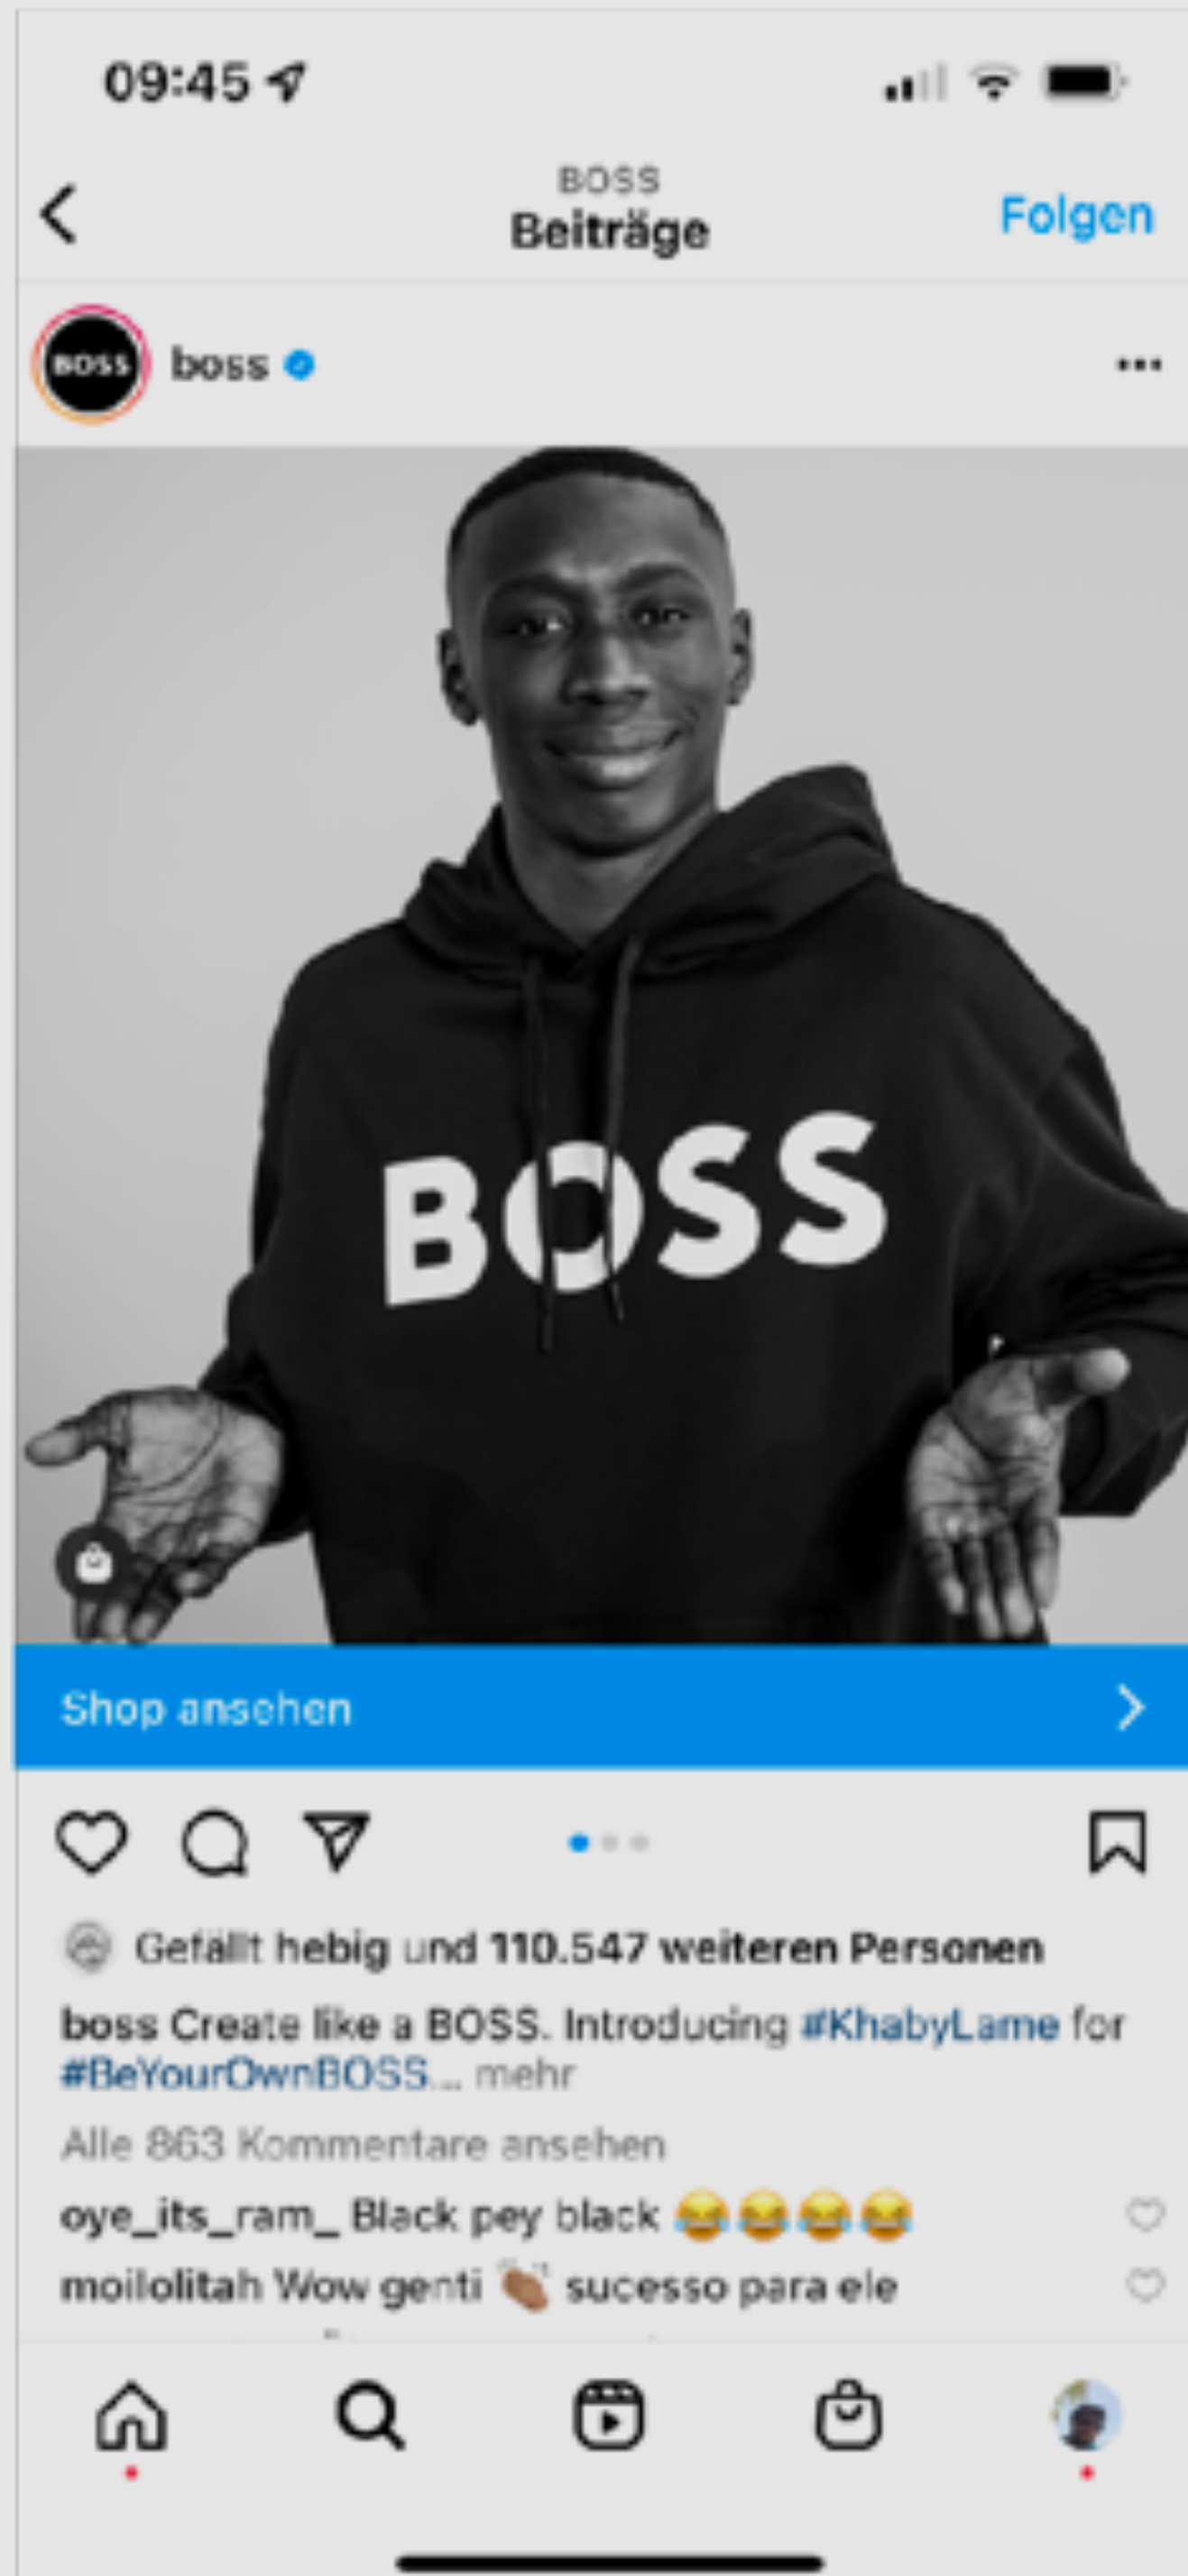 09:45
BOSS
Beiträge
Folgen
BOSS
boss
BOSS
Shop ansehen
Gefällt hebig und 110.547 weiteren Personen
boss Create like a BOSS. Introducing #KhabyLame for
#BeYourOwnBOSS... mehr
Alle 863 Kommentare ansehen
oye_its_ram_ Black pey black 😂😂😂😂
moilolitah Wow genti 👏🏾 sucesso para ele